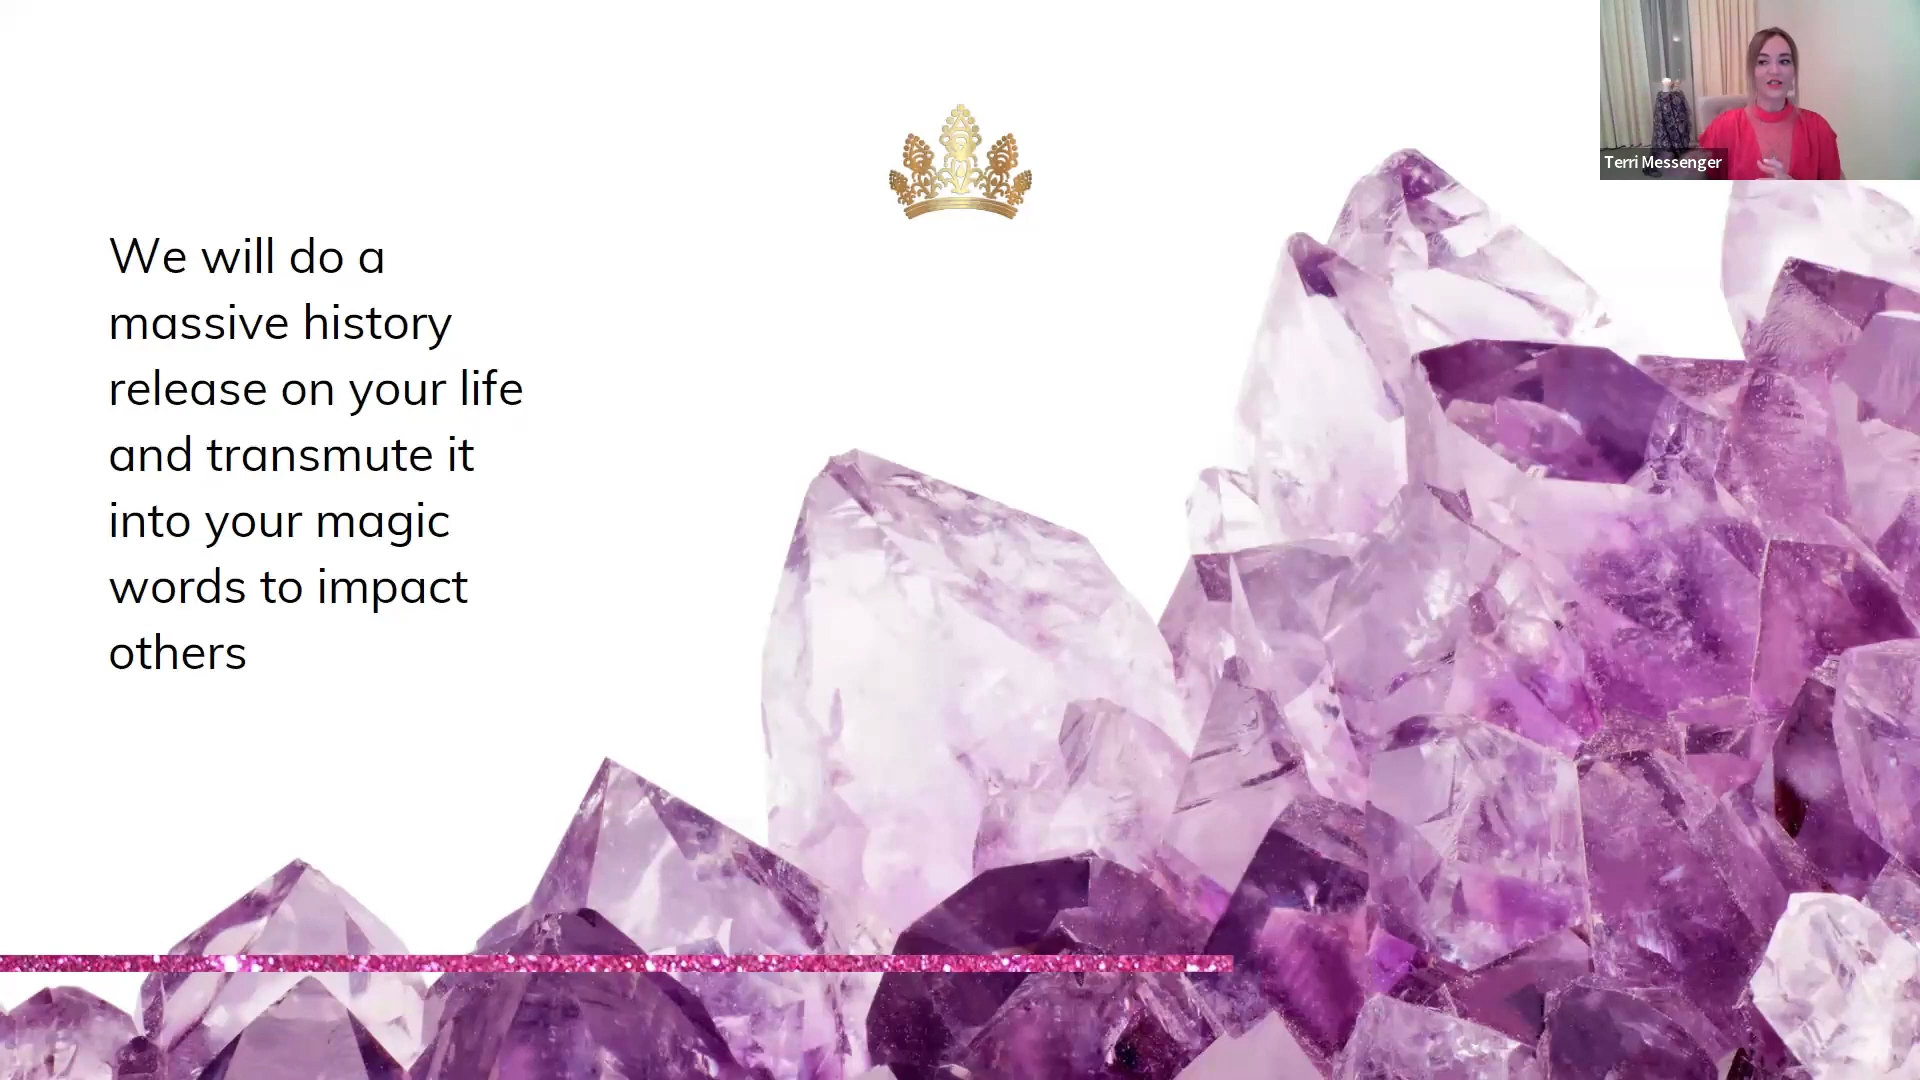 We will do a
massive history
release on your life
and transmute it
into your magic
words to impact
others
Terri Messenger